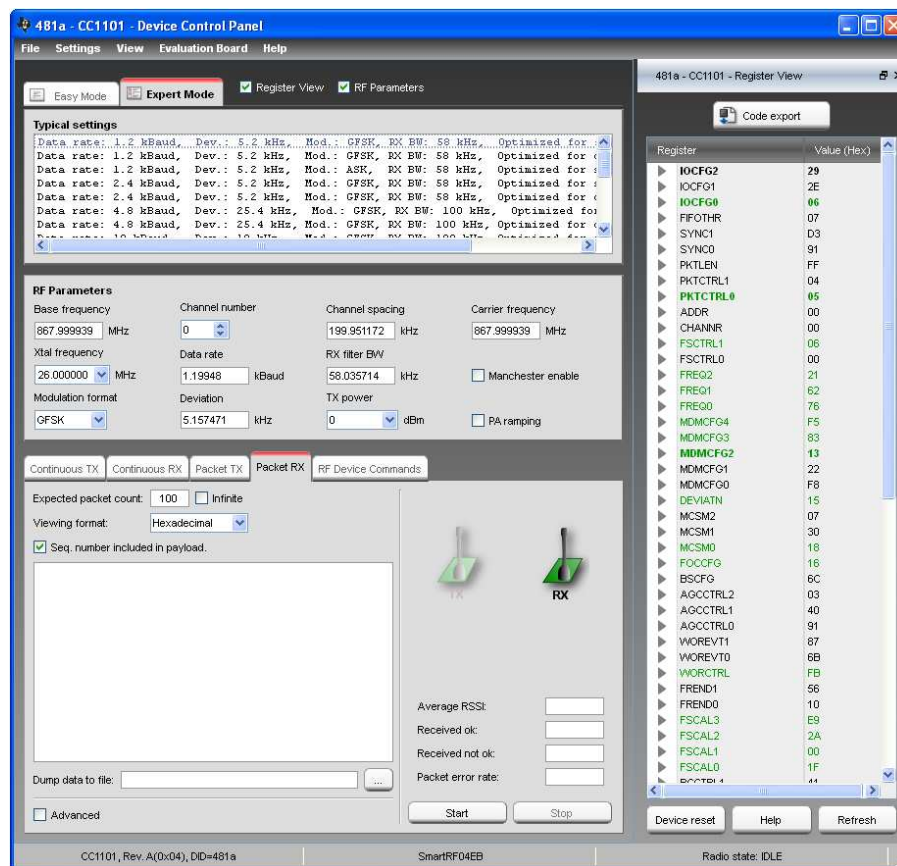 481a - CC1101 - Device Control Panel
File Settings View Evaluation Board Help
Easy Mode Expert Mode Register View RF Parameters
Typical settings
Data rate: 1.2 kBaud, Dev.: 5.2 kHz, Mod.: GFSK, RX BW: 58 kHz, Optimized for
Data rate: 1.2 kBaud, Dev.: 5.2 kHz, Mod.: GFSK, RX BW: 58 kHz, Optimized for
Data rate: 1.2 kBaud, Dev.: 5.2 kHz, Mod.: ASK, RX BW: 58 kHz, Optimized for
Data rate: 2.4 kBaud, Dev.: 5.2 kHz, Mod.: GFSK, RX BW: 58 kHz, Optimized for
Data rate: 2.4 kBaud, Dev.: 5.2 kHz, Mod.: GFSK, RX BW: 58 kHz, Optimized for
Data rate: 4.8 kBaud, Dev.: 25.4 kHz, Mod.: GFSK, RX BW: 100 kHz, Optimized for
Data rate: 4.8 kBaud, Dev.: 25.4 kHz, Mod.: GFSK, RX BW: 100 kHz, Optimized for
RF Parameters
Base frequency Channel number Channel spacing Carrier frequency
867.999939 MHz 0 199.951172 kHz 867.999939 MHz
Xtal frequency Data rate RX filter BW
26.000000 MHz 1.19948 kBaud 58.035714 kHz Manchester enable
Modulation format Deviation TX power
GFSK 5.157471 kHz 0 dBm PA ramping
Continuous TX Continuous RX Packet TX Packet RX RF Device Commands
Expected packet count: 100 Infinite
Viewing format: Hexadecimal
Seq. number included in payload.
TX RX
Average RSSI:
Received ok:
Received not ok:
Packet error rate:
Dump data to file: ...
Advanced
Start Stop
481a - CC1101 - Register View
Code export
Register Value (Hex)
IOCFG2 29
IOCFG1 2E
IOCFG0 06
FIFOTHR 07
SYNC1 D3
SYNC0 91
PKTLEN FF
PKTCTRL1 04
PKTCTRL0 05
ADDR 00
CHANNR 00
FSCTRL1 06
FSCTRL0 00
FREQ2 21
FREQ1 62
FREQ0 76
MDMCFG4 F5
MDMCFG3 83
MDMCFG2 13
MDMCFG1 22
MDMCFG0 F8
DEVIATN 15
MCSM2 07
MCSM1 30
MCSM0 18
FOCCFG 16
BSCFG 6C
AGCCTRL2 03
AGCCTRL1 40
AGCCTRL0 91
WOREVT1 87
WOREVT0 6B
WORCTRL FB
FREND1 56
FREND0 10
FSCAL3 E9
FSCAL2 2A
FSCAL1 00
FSCAL0 1F
RCCTRL1 41
Device reset Help Refresh
CC1101, Rev. A(0x04), DID=481a SmartRF04EB Radio state: IDLE